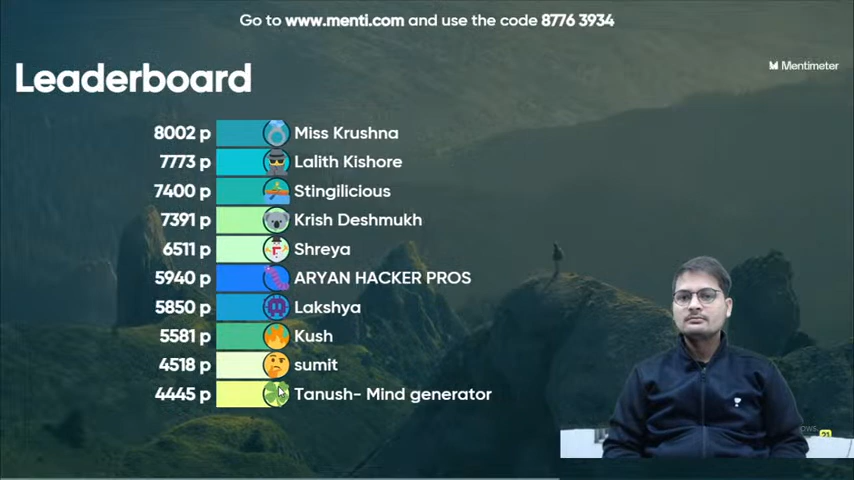 Go to www.menti.com and use the code 8776 3934
Mentimeter
Leaderboard
8002 p Miss Krushna
7773 p Lalith Kishore
7400 p Stingilicious
7391 p Krish Deshmukh
6511 p Shreya
5940 p ARYAN HACKER PROS
5850 p Lakshya
5581 p Kush
4518 p sumit
4445 p Tanush- Mind generator
21